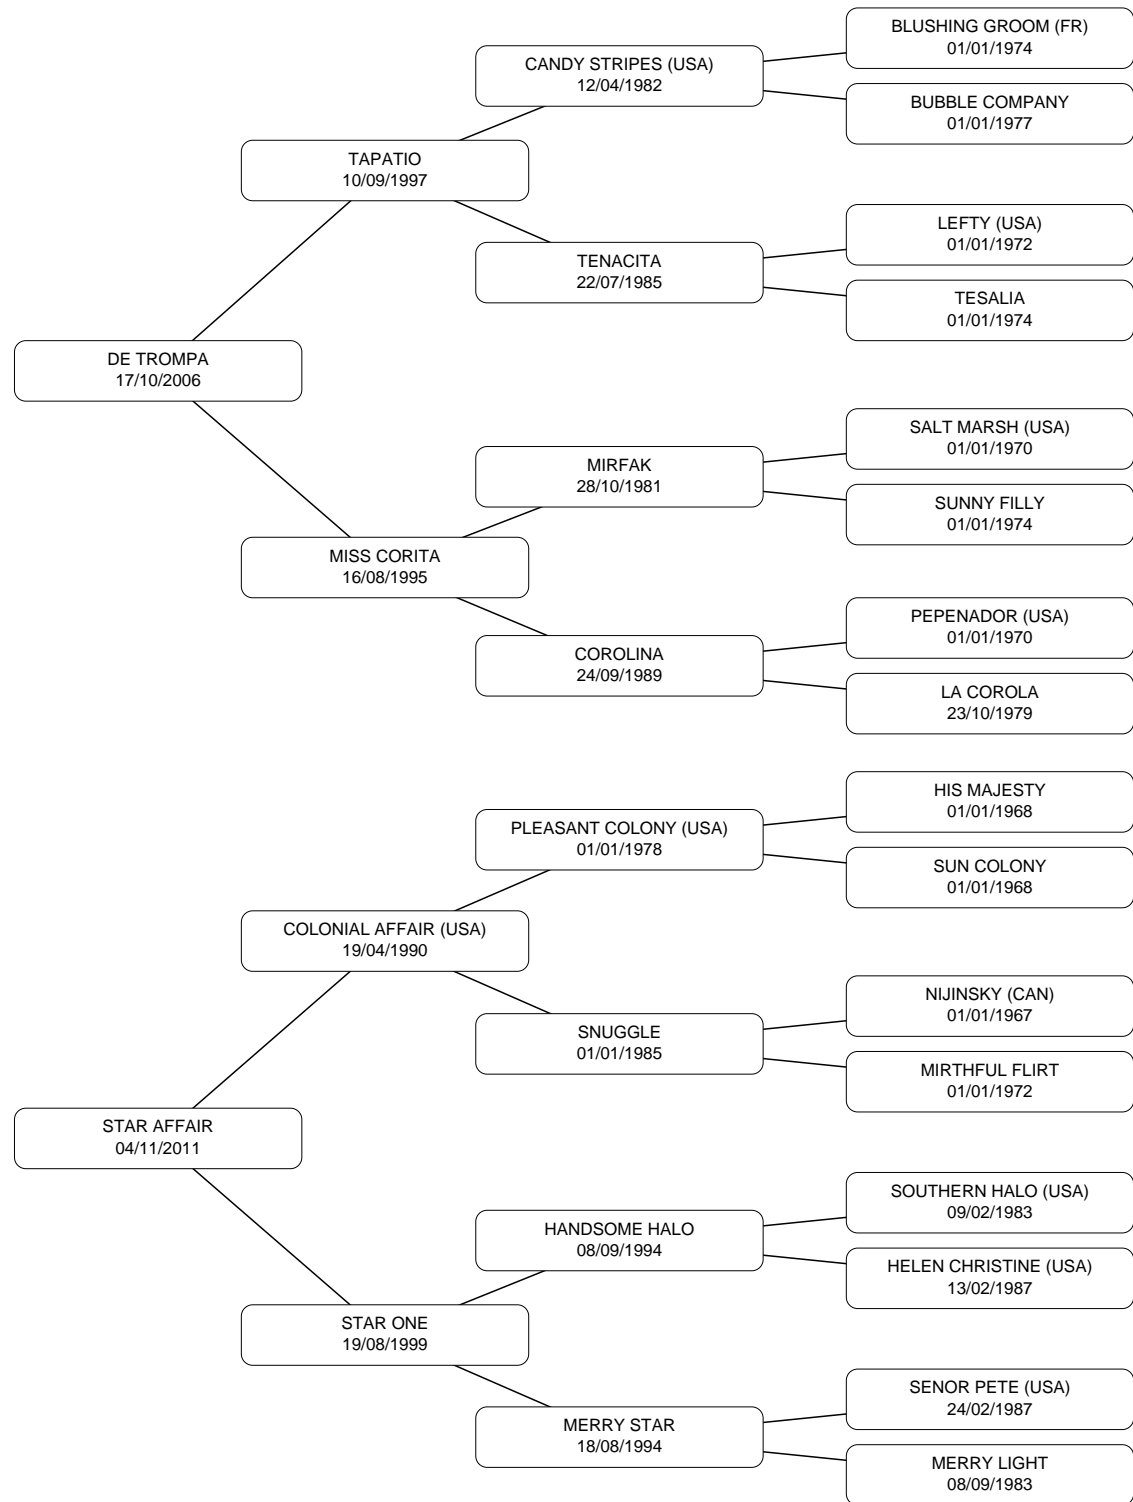 BLUSHING GROOM (FR)
01/01/1974
CANDY STRIPES (USA)
12/04/1982
BUBBLE COMPANY
01/01/1977
TAPATIO
10/09/1997
LEFTY (USA)
01/01/1972
TENACITA
22/07/1985
TESALIA
01/01/1974
DE TROMPA
17/10/2006
SALT MARSH (USA)
01/01/1970
MIRFAK
28/10/1981
SUNNY FILLY
01/01/1974
MISS CORITA
16/08/1995
PEPENADOR (USA)
01/01/1970
COROLINA
24/09/1989
LA COROLA
23/10/1979
HIS MAJESTY
01/01/1968
PLEASANT COLONY (USA)
01/01/1978
SUN COLONY
01/01/1968
COLONIAL AFFAIR (USA)
19/04/1990
NIJINSKY (CAN)
01/01/1967
SNUGGLE
01/01/1985
MIRTHFUL FLIRT
01/01/1972
STAR AFFAIR
04/11/2011
SOUTHERN HALO (USA)
09/02/1983
HANDSOME HALO
08/09/1994
HELEN CHRISTINE (USA)
13/02/1987
STAR ONE
19/08/1999
SENOR PETE (USA)
24/02/1987
MERRY STAR
18/08/1994
MERRY LIGHT
08/09/1983